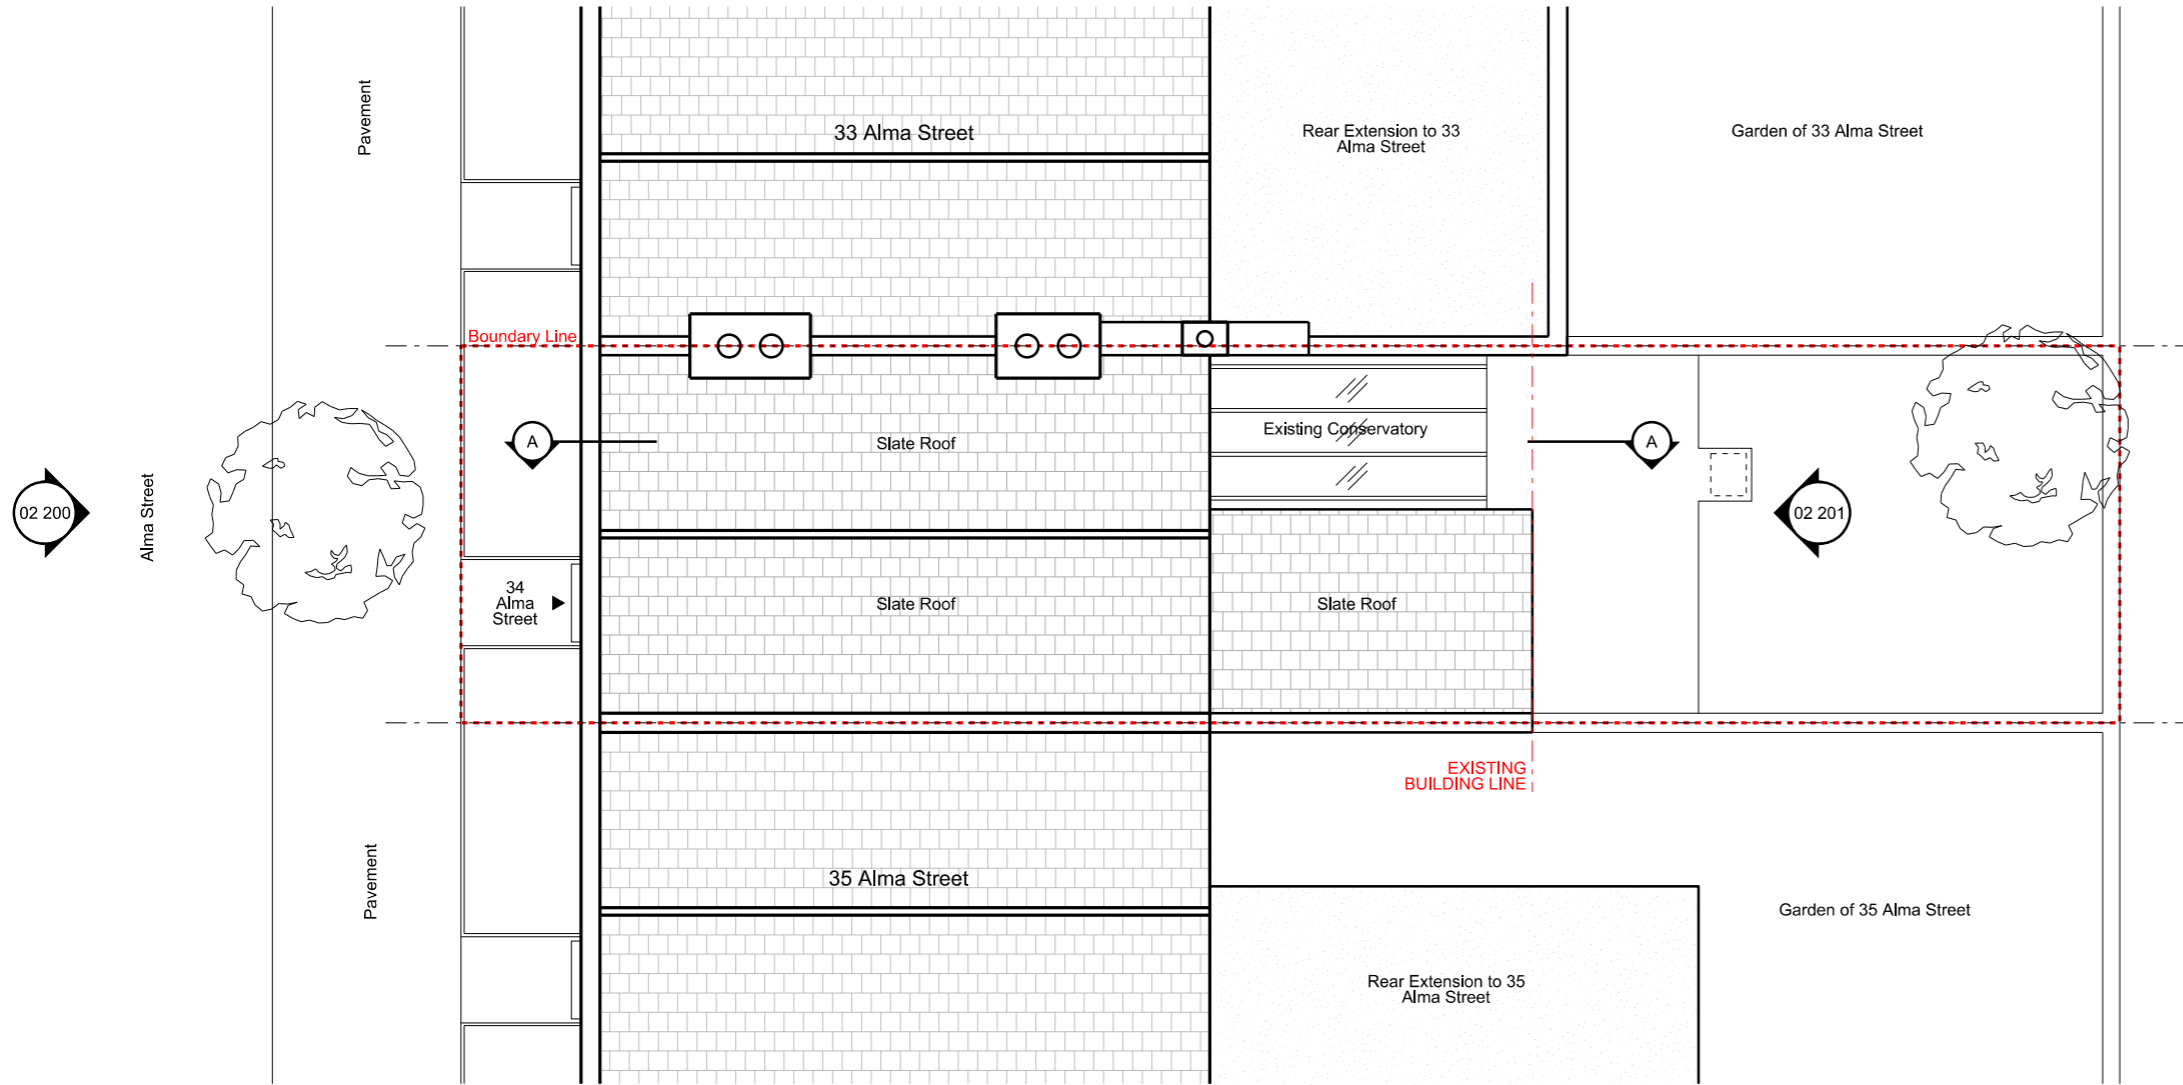 Pavement
33 Alma Street
Rear Extension to 33
Alma Street
Garden of 33 Alma Street
Boundary Line
A
Slate Roof
Existing Conservatory
A
02 200
Alma Street
02 201
34
Alma
Street
Slate Roof
Slate Roof
EXISTING
BUILDING LINE
Pavement
35 Alma Street
Garden of 35 Alma Street
Rear Extension to 35
Alma Street